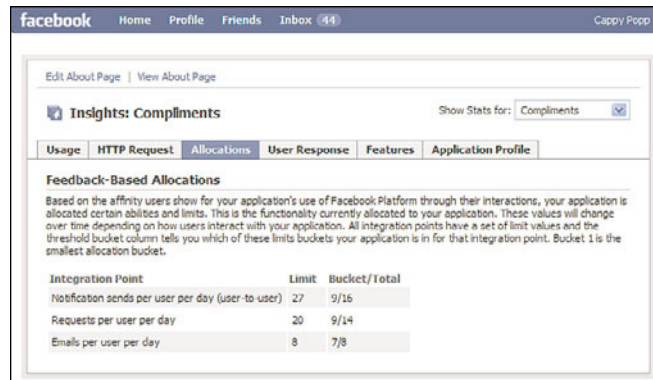 facebook Home Profile Friends Inbox 44 Cappy Popp
Edit About Page | View About Page
Insights: Compliments Show Stats for: Compliments
Usage HTTP Request Allocations User Response Features Application Profile
Feedback-Based Allocations
Based on the affinity users show for your application's use of Facebook Platform through their interactions, your application is
allocated certain abilities and limits. This is the functionality currently allocated to your application. These values will change
over time depending on how users interact with your application. All integration points have a set of limit values and the
threshold bucket column tells you which of these limits buckets your application is in for that integration point. Bucket 1 is the
smallest allocation bucket.
Integration Point Limit Bucket/Total
Notification sends per user per day (user-to-user) 27 9/16
Requests per user per day 20 9/14
Emails per user per day 8 7/8